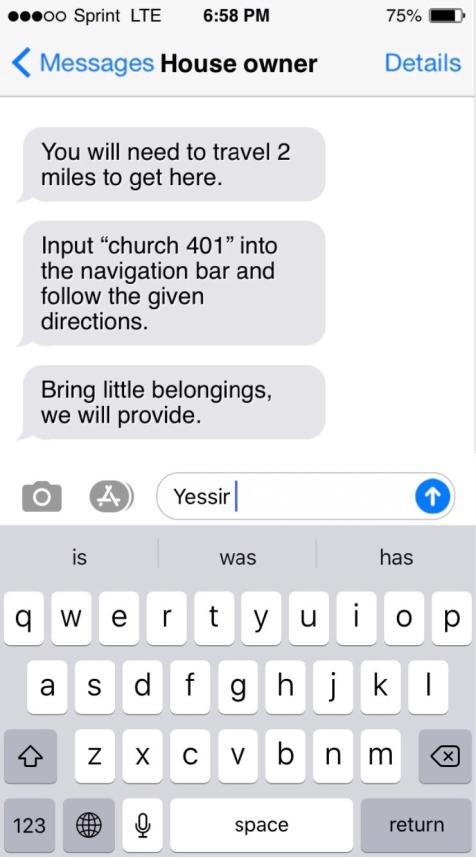 Sprint LTE 6:58 PM 75%
Messages House owner Details
You will need to travel 2
miles to get here.
Input “church 401” into
the navigation bar and
follow the given
directions.
Bring little belongings,
we will provide.
Yessir
is was has
q w e r t y u i o p
a s d f g h j k l
z x c v b n m
123 space return